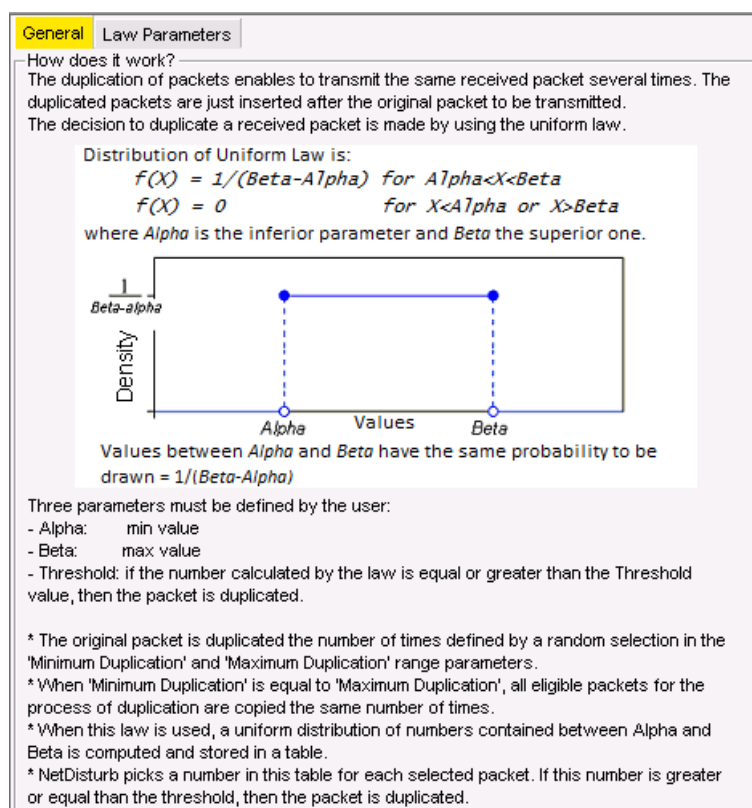 General Law Parameters
How does it work?
The duplication of packets enables to transmit the same received packet several times. The
duplicated packets are just inserted after the original packet to be transmitted.
The decision to duplicate a received packet is made by using the uniform law.
Distribution of Uniform Law is:
f(X) = 1/(Beta-Alpha) for Alpha<X<Beta
f(X) = 0 for X<Alpha or X>Beta
where Alpha is the inferior parameter and Beta the superior one.
1
Beta-alpha
Density
Alpha Values Beta
Values between Alpha and Beta have the same probability to be
drawn = 1/(Beta-Alpha)
Three parameters must be defined by the user:
- Alpha: min value
- Beta: max value
- Threshold: if the number calculated by the law is equal or greater than the Threshold
value, then the packet is duplicated.
* The original packet is duplicated the number of times defined by a random selection in the
'Minimum Duplication' and 'Maximum Duplication' range parameters.
* When 'Minimum Duplication' is equal to 'Maximum Duplication', all eligible packets for the
process of duplication are copied the same number of times.
* When this law is used, a uniform distribution of numbers contained between Alpha and
Beta is computed and stored in a table.
* NetDisturb picks a number in this table for each selected packet. If this number is greater
or equal than the threshold, then the packet is duplicated.